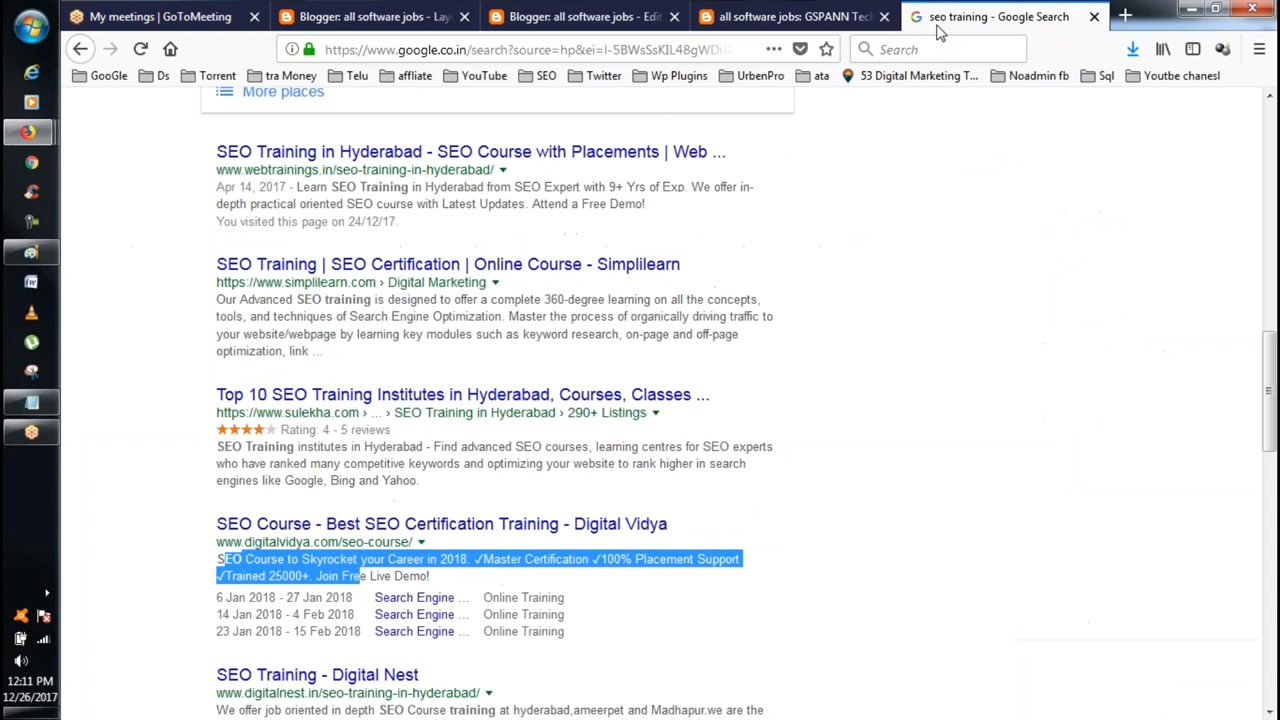 My meetings | GoToMeeting
Blogger: all software jobs - Lay
Blogger: all software jobs - Edi
all software jobs: GSPANN Tech
seo training - Google Search
https://www.google.co.in/search?source=hp&ei=I-5BWsSsKIL48gWDi
Search
GooGle
Ds
Torrent
tra Money
Telu
affliate
YouTube
SEO
Twitter
Wp Plugins
UrbenPro
ata
53 Digital Marketing T...
Noadmin fb
Sql
Youtbe chanesl
More places
SEO Training in Hyderabad - SEO Course with Placements | Web ...
www.webtrainings.in/seo-training-in-hyderabad/
Apr 14, 2017 - Learn SEO Training in Hyderabad from SEO Expert with 9+ Yrs of Exp. We offer in-
depth practical oriented SEO course with Latest Updates. Attend a Free Demo!
You visited this page on 24/12/17.
SEO Training | SEO Certification | Online Course - Simplilearn
https://www.simplilearn.com › Digital Marketing
Our Advanced SEO training is designed to offer a complete 360-degree learning on all the concepts,
tools, and techniques of Search Engine Optimization. Master the process of organically driving traffic to
your website/webpage by learning key modules such as keyword research, on-page and off-page
optimization, link ...
Top 10 SEO Training Institutes in Hyderabad, Courses, Classes ...
https://www.sulekha.com › ... › SEO Training in Hyderabad › 290+ Listings
Rating: 4 - 5 reviews
SEO Training institutes in Hyderabad - Find advanced SEO courses, learning centres for SEO experts
who have ranked many competitive keywords and optimizing your website to rank higher in search
engines like Google, Bing and Yahoo.
SEO Course - Best SEO Certification Training - Digital Vidya
www.digitalvidya.com/seo-course/
SEO Course to Skyrocket your Career in 2018. ✓Master Certification ✓100% Placement Support
✓Trained 25000+. Join Free Live Demo!
6 Jan 2018 - 27 Jan 2018 Search Engine ... Online Training
14 Jan 2018 - 4 Feb 2018 Search Engine ... Online Training
23 Jan 2018 - 15 Feb 2018 Search Engine ... Online Training
SEO Training - Digital Nest
www.digitalnest.in/seo-training-in-hyderabad/
We offer job oriented in depth SEO Course training at hyderabad,ameerpet and Madhapur.we are the
12:11 PM
12/26/2017